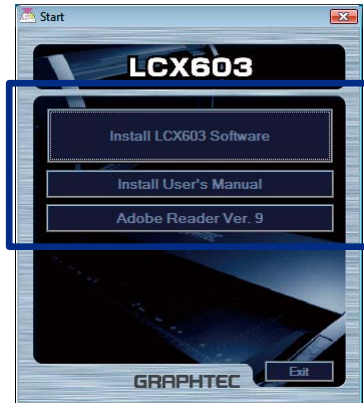 Start
LCX603
Install LCX603 Software
Install User's Manual
Adobe Reader Ver. 9
Exit
GRAPHTEC